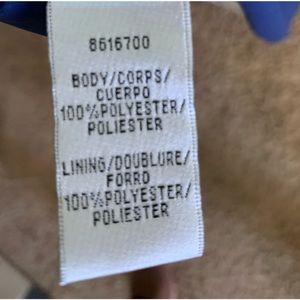 8616700
BODY/CORPS/
CUERPO
100%POLYESTER/
POLIESTER
LINING/DOUBLURE/
FORRO
100%POLYESTER/
POLIESTER